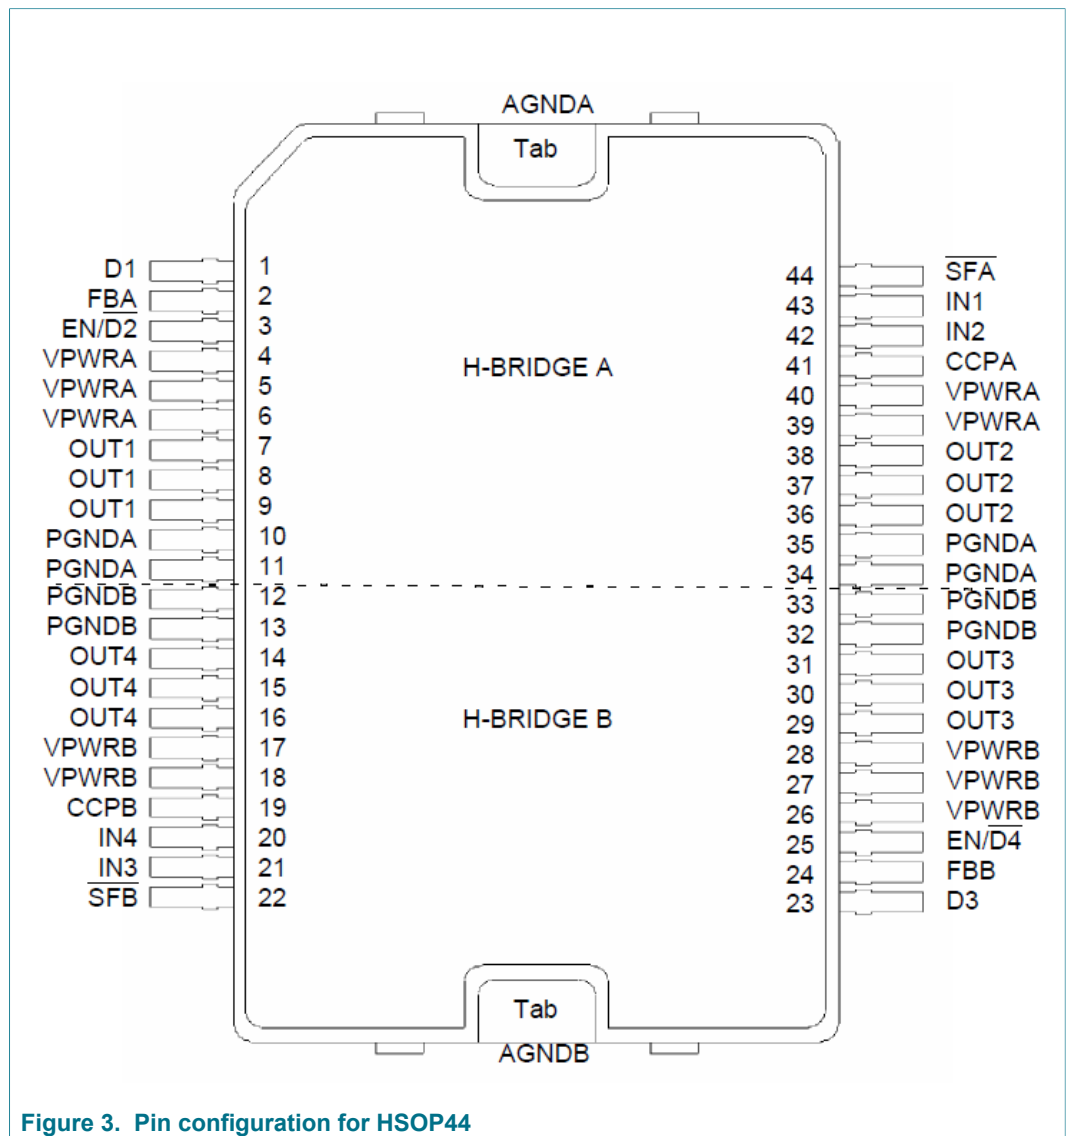 AGNDA
Tab
D1 1
FBA 2
EN/D2 3
VPWRA 4
VPWRA 5
VPWRA 6
OUT1 7
OUT1 8
OUT1 9
PGNDA 10
PGNDA 11
PGNDB 12
PGNDB 13
OUT4 14
OUT4 15
OUT4 16
VPWRB 17
VPWRB 18
CCPB 19
IN4 20
IN3 21
SFB 22
H-BRIDGE A
H-BRIDGE B
44 SFA
43 IN1
42 IN2
41 CCPA
40 VPWRA
39 VPWRA
38 OUT2
37 OUT2
36 OUT2
35 PGNDA
34 PGNDA
33 PGNDB
32 PGNDB
31 OUT3
30 OUT3
29 OUT3
28 VPWRB
27 VPWRB
26 VPWRB
25 EN/D4
24 FBB
23 D3
Tab
AGNDB
Figure 3. Pin configuration for HSOP44